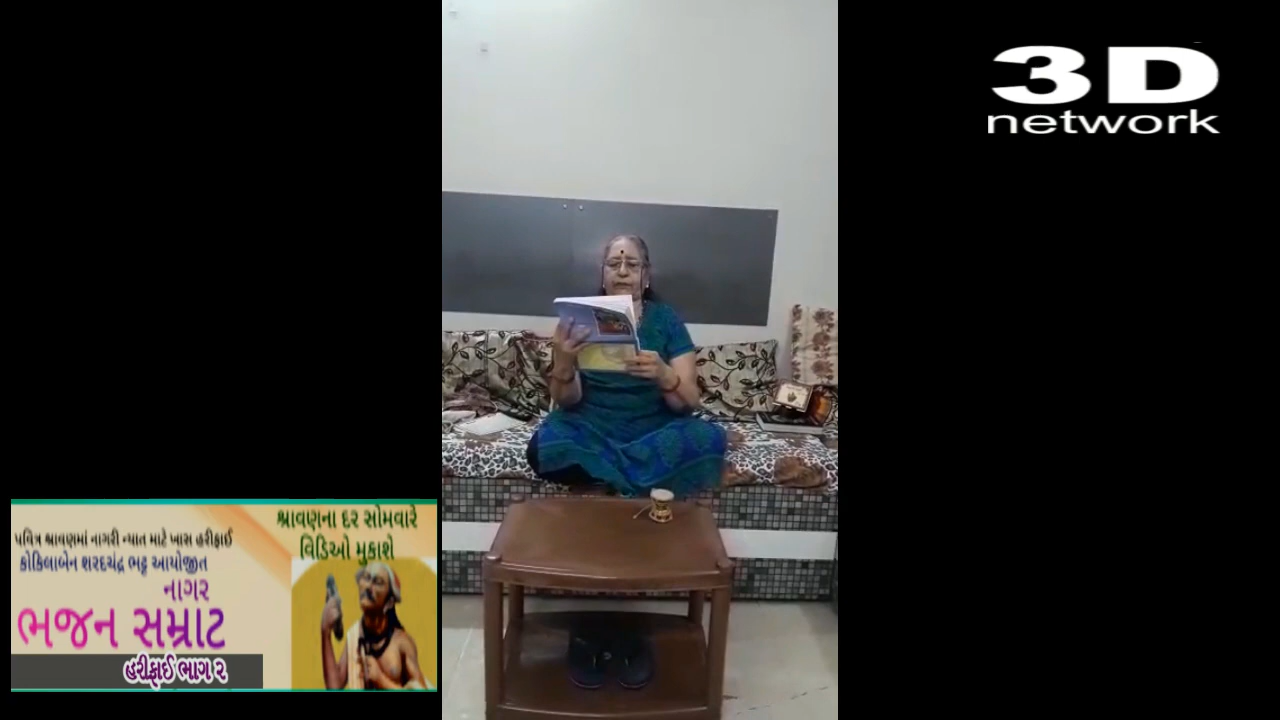 3D
network
શ્રાવણના દર સોમવારે
વિડિઓ મુકાશે
પવિત્ર શ્રાવણમાં નાગરી ન્યાત માટે ખાસ હરીફાઈ
કોકિલાબેન શરદચંદ્ર ભટ્ટ આયોજીત
નાગર
ભજન સમ્રાટ
હરીફાઈ ભાગ ૨